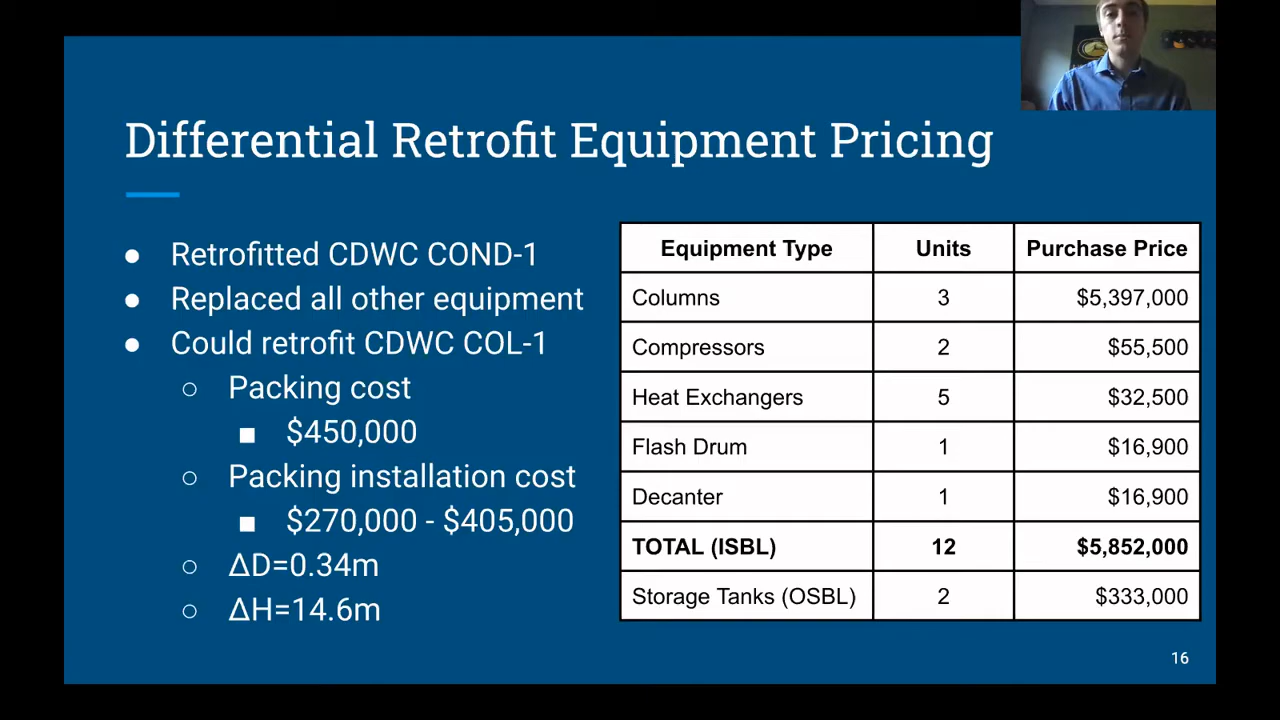 Differential Retrofit Equipment Pricing
● Retrofitted CDWC COND-1
● Replaced all other equipment
● Could retrofit CDWC COL-1
○ Packing cost
■ $450,000
○ Packing installation cost
■ $270,000 - $405,000
○ ΔD=0.34m
○ ΔH=14.6m
Equipment Type Units Purchase Price
Columns 3 $5,397,000
Compressors 2 $55,500
Heat Exchangers 5 $32,500
Flash Drum 1 $16,900
Decanter 1 $16,900
TOTAL (ISBL) 12 $5,852,000
Storage Tanks (OSBL) 2 $333,000
16